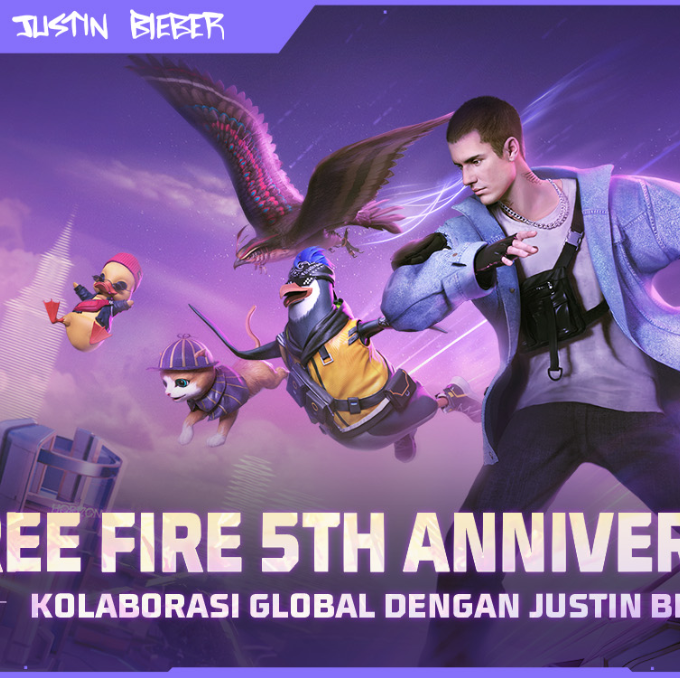 JUSTIN BIEBER
REE FIRE 5TH ANNIVER
KOLABORASI GLOBAL DENGAN JUSTIN BI